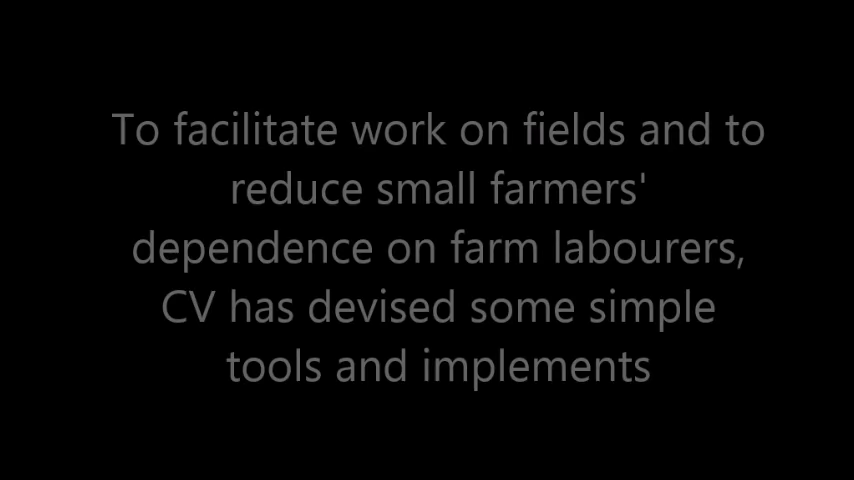 To facilitate work on fields and to
reduce small farmers'
dependence on farm labourers,
CV has devised some simple
tools and implements